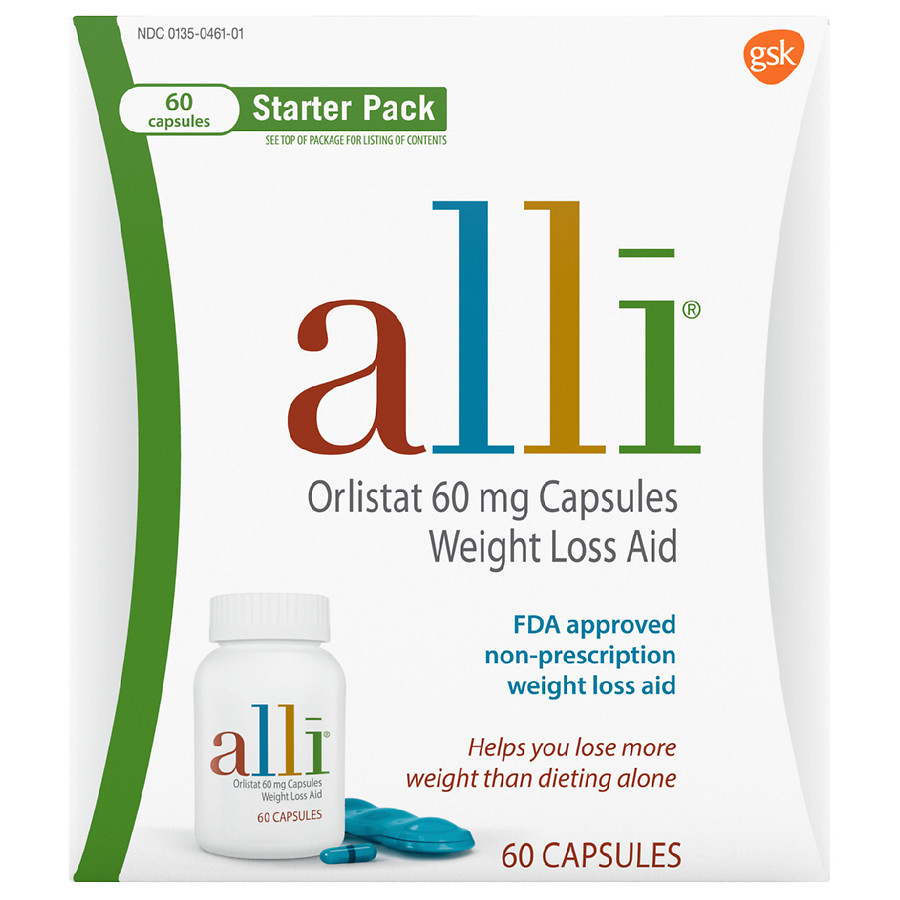 NDC 0135-0461-01
gsk
60
capsules
Starter Pack
SEE TOP OF PACKAGE FOR LISTING OF CONTENTS
alli®
Orlistat 60 mg Capsules
Weight Loss Aid
FDA approved
non-prescription
weight loss aid
Helps you lose more
weight than dieting alone
60 CAPSULES
alli®
Orlistat 60 mg Capsules
Weight Loss Aid
60 CAPSULES